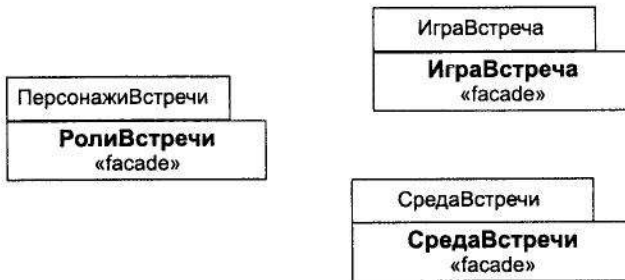 ИграВстреча
ИграВстреча
«facade»
ПерсонажиВстречи
РолиВстречи
«facade»
СредаВстречи
СредаВстречи
«facade»